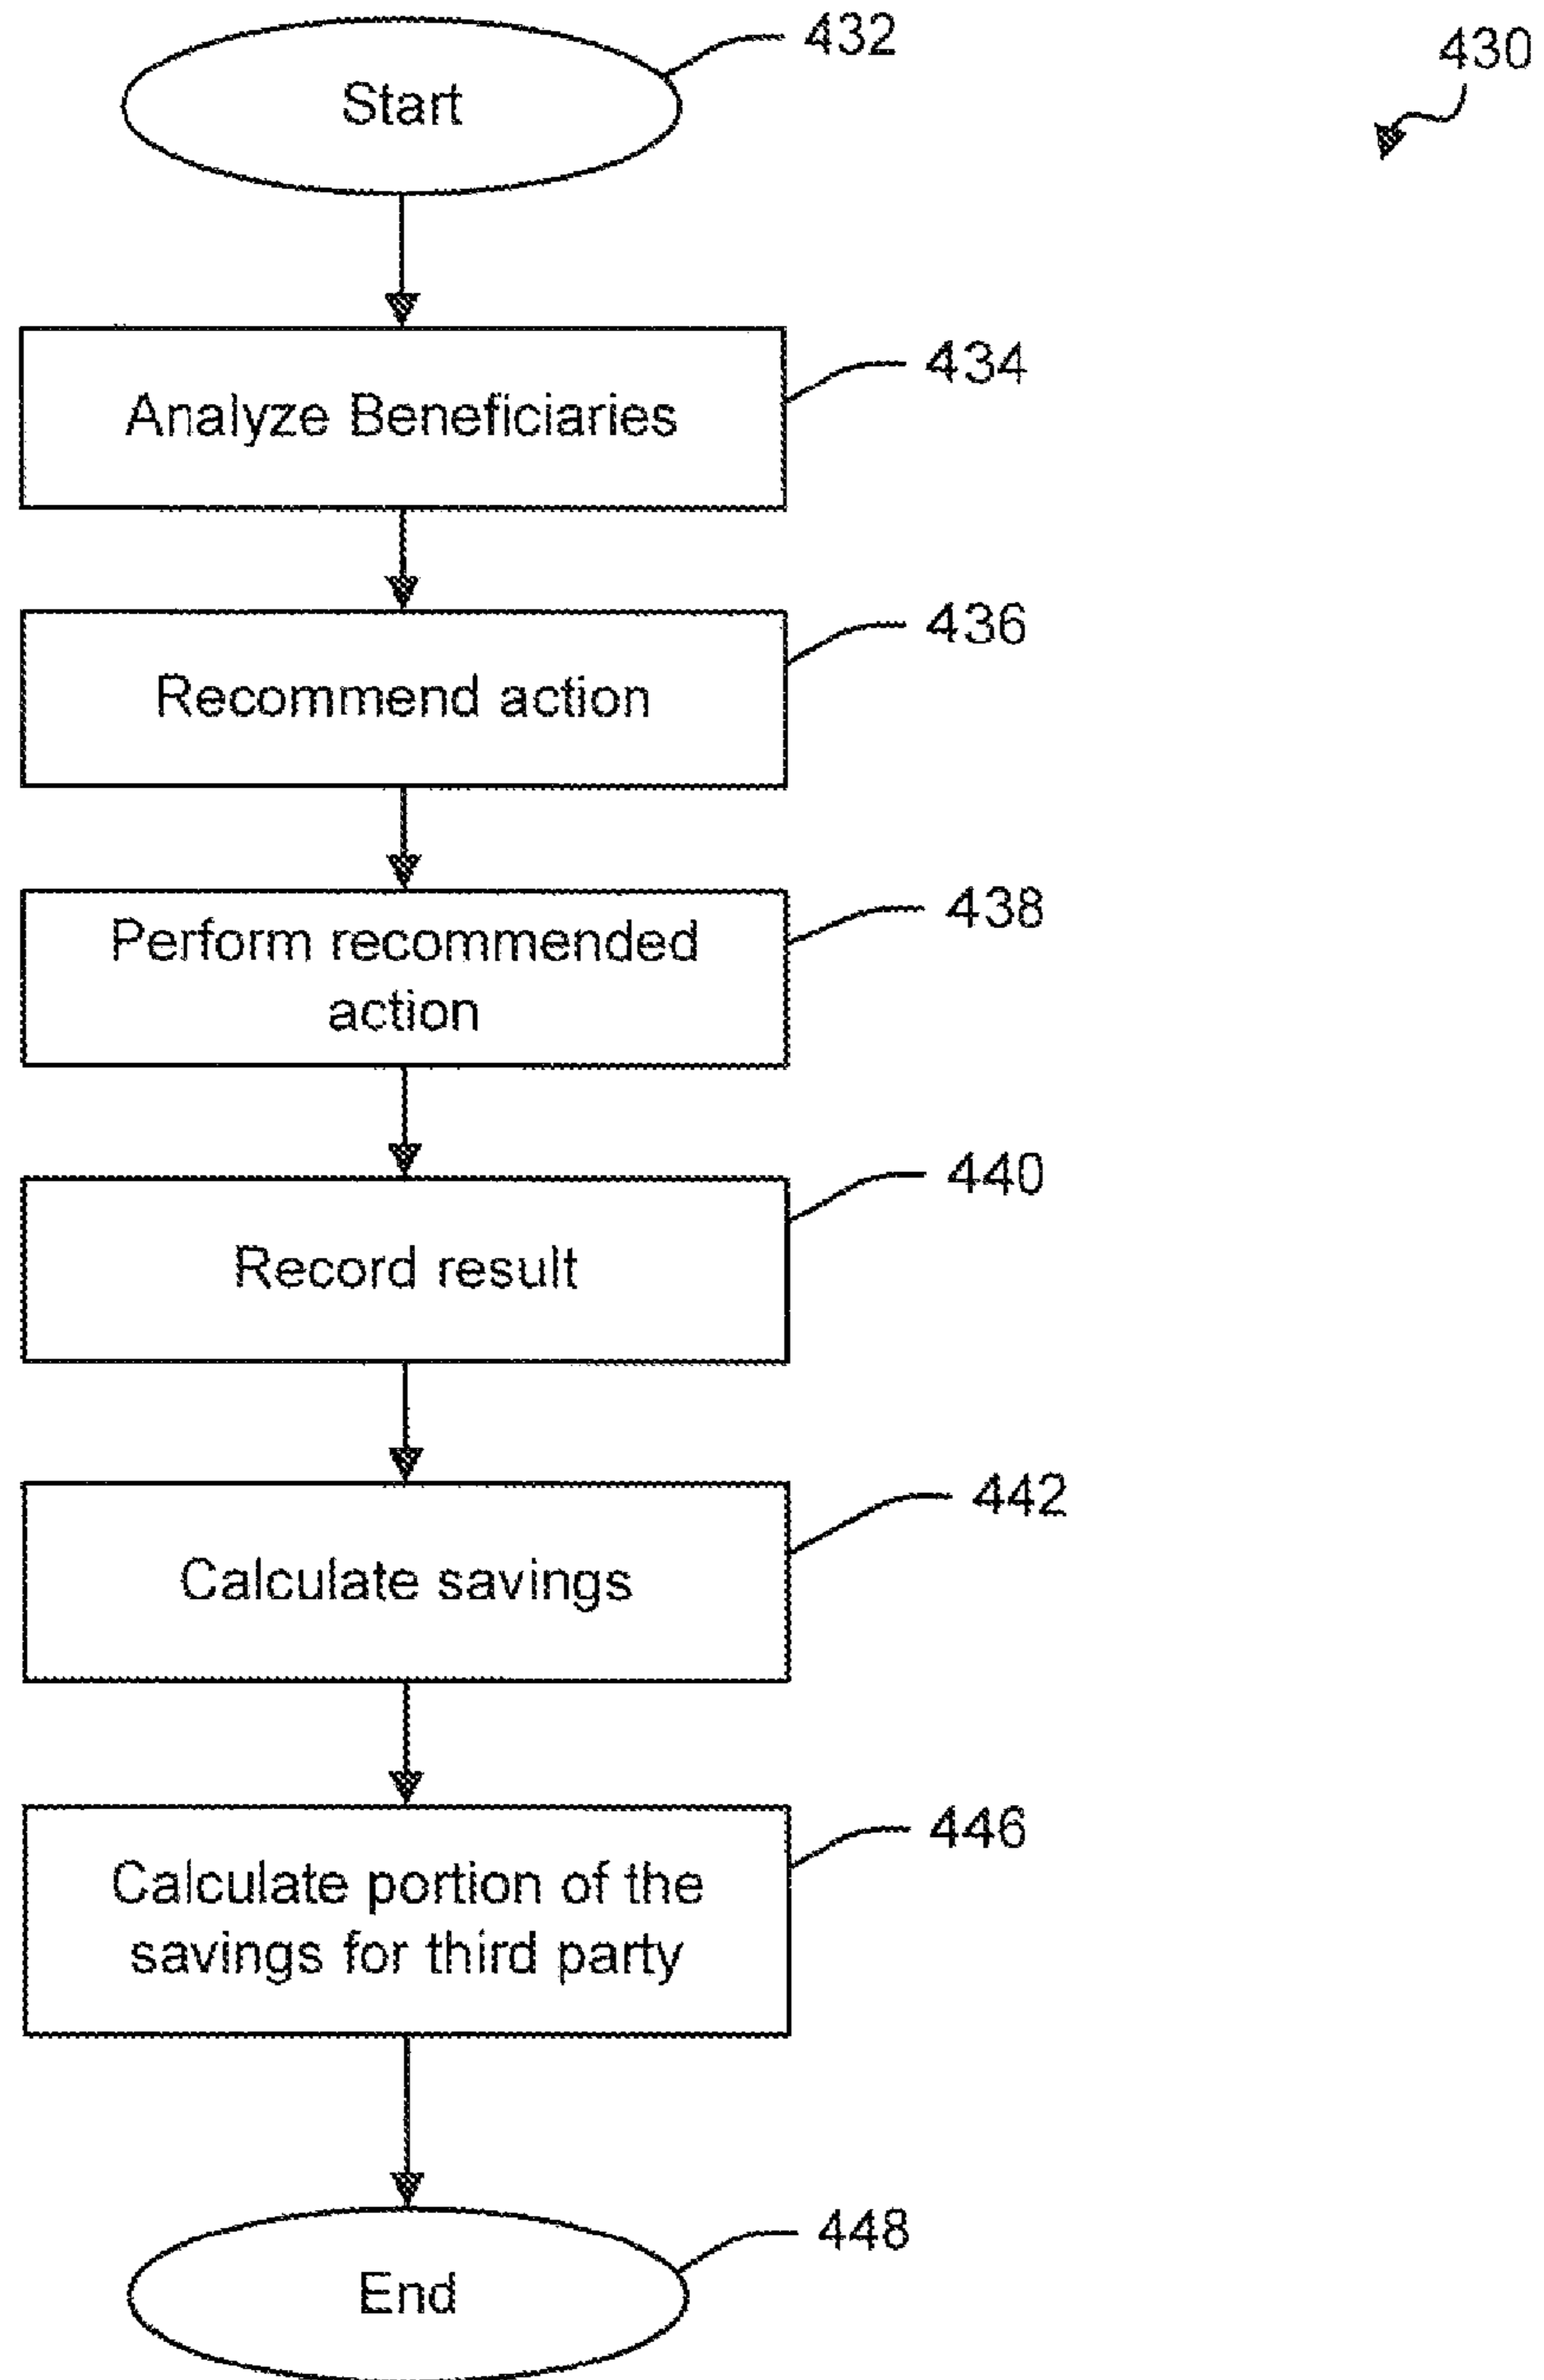 432
430
Start
434
Analyze Beneficiaries
436
Recommend action
438
Perform recommended
action
440
Record result
442
Calculate savings
446
Calculate portion of the
savings for third party
448
End